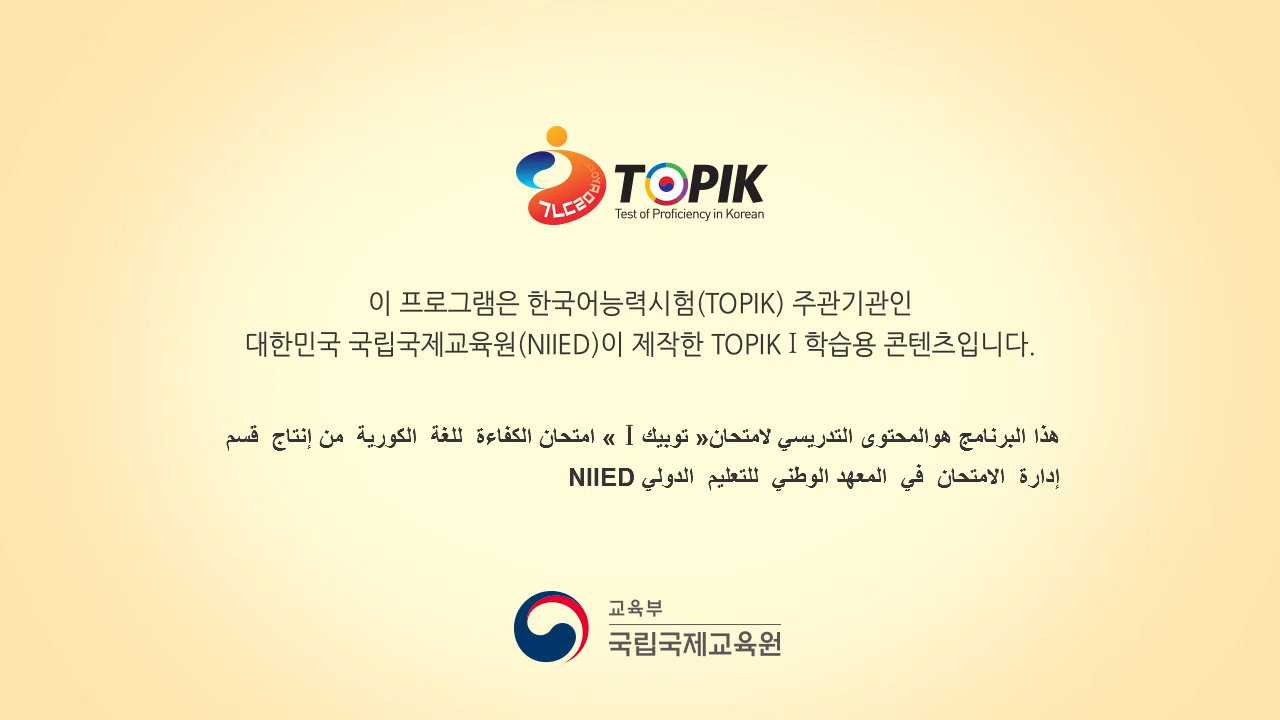 TOPIK
Test of Proficiency in Korean
이 프로그램은 한국어능력시험(TOPIK) 주관기관인
대한민국 국립국제교육원(NIIED)이 제작한 TOPIK Ⅰ 학습용 콘텐츠입니다.
هذا البرنامج هوالمحتوى التدريسي لامتحان« توبيك Ⅰ » امتحان الكفاءة للغة الكورية من إنتاج قسم
إدارة الامتحان في المعهد الوطني للتعليم الدولي NIIED
교육부
국립국제교육원